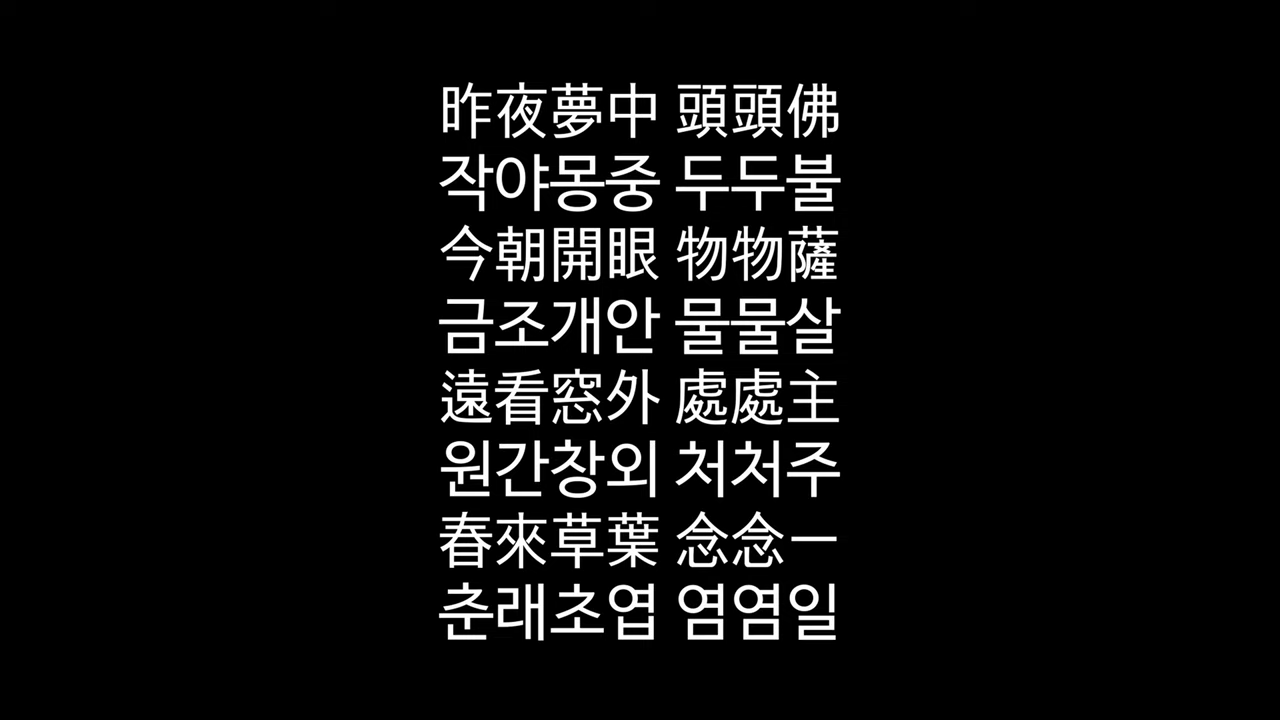 昨夜夢中 頭頭佛
작야몽중 두두불
今朝開眼 物物薩
금조개안 물물살
遠看窓外 處處主
원간창외 처처주
春來草葉 念念一
춘래초엽 염염일